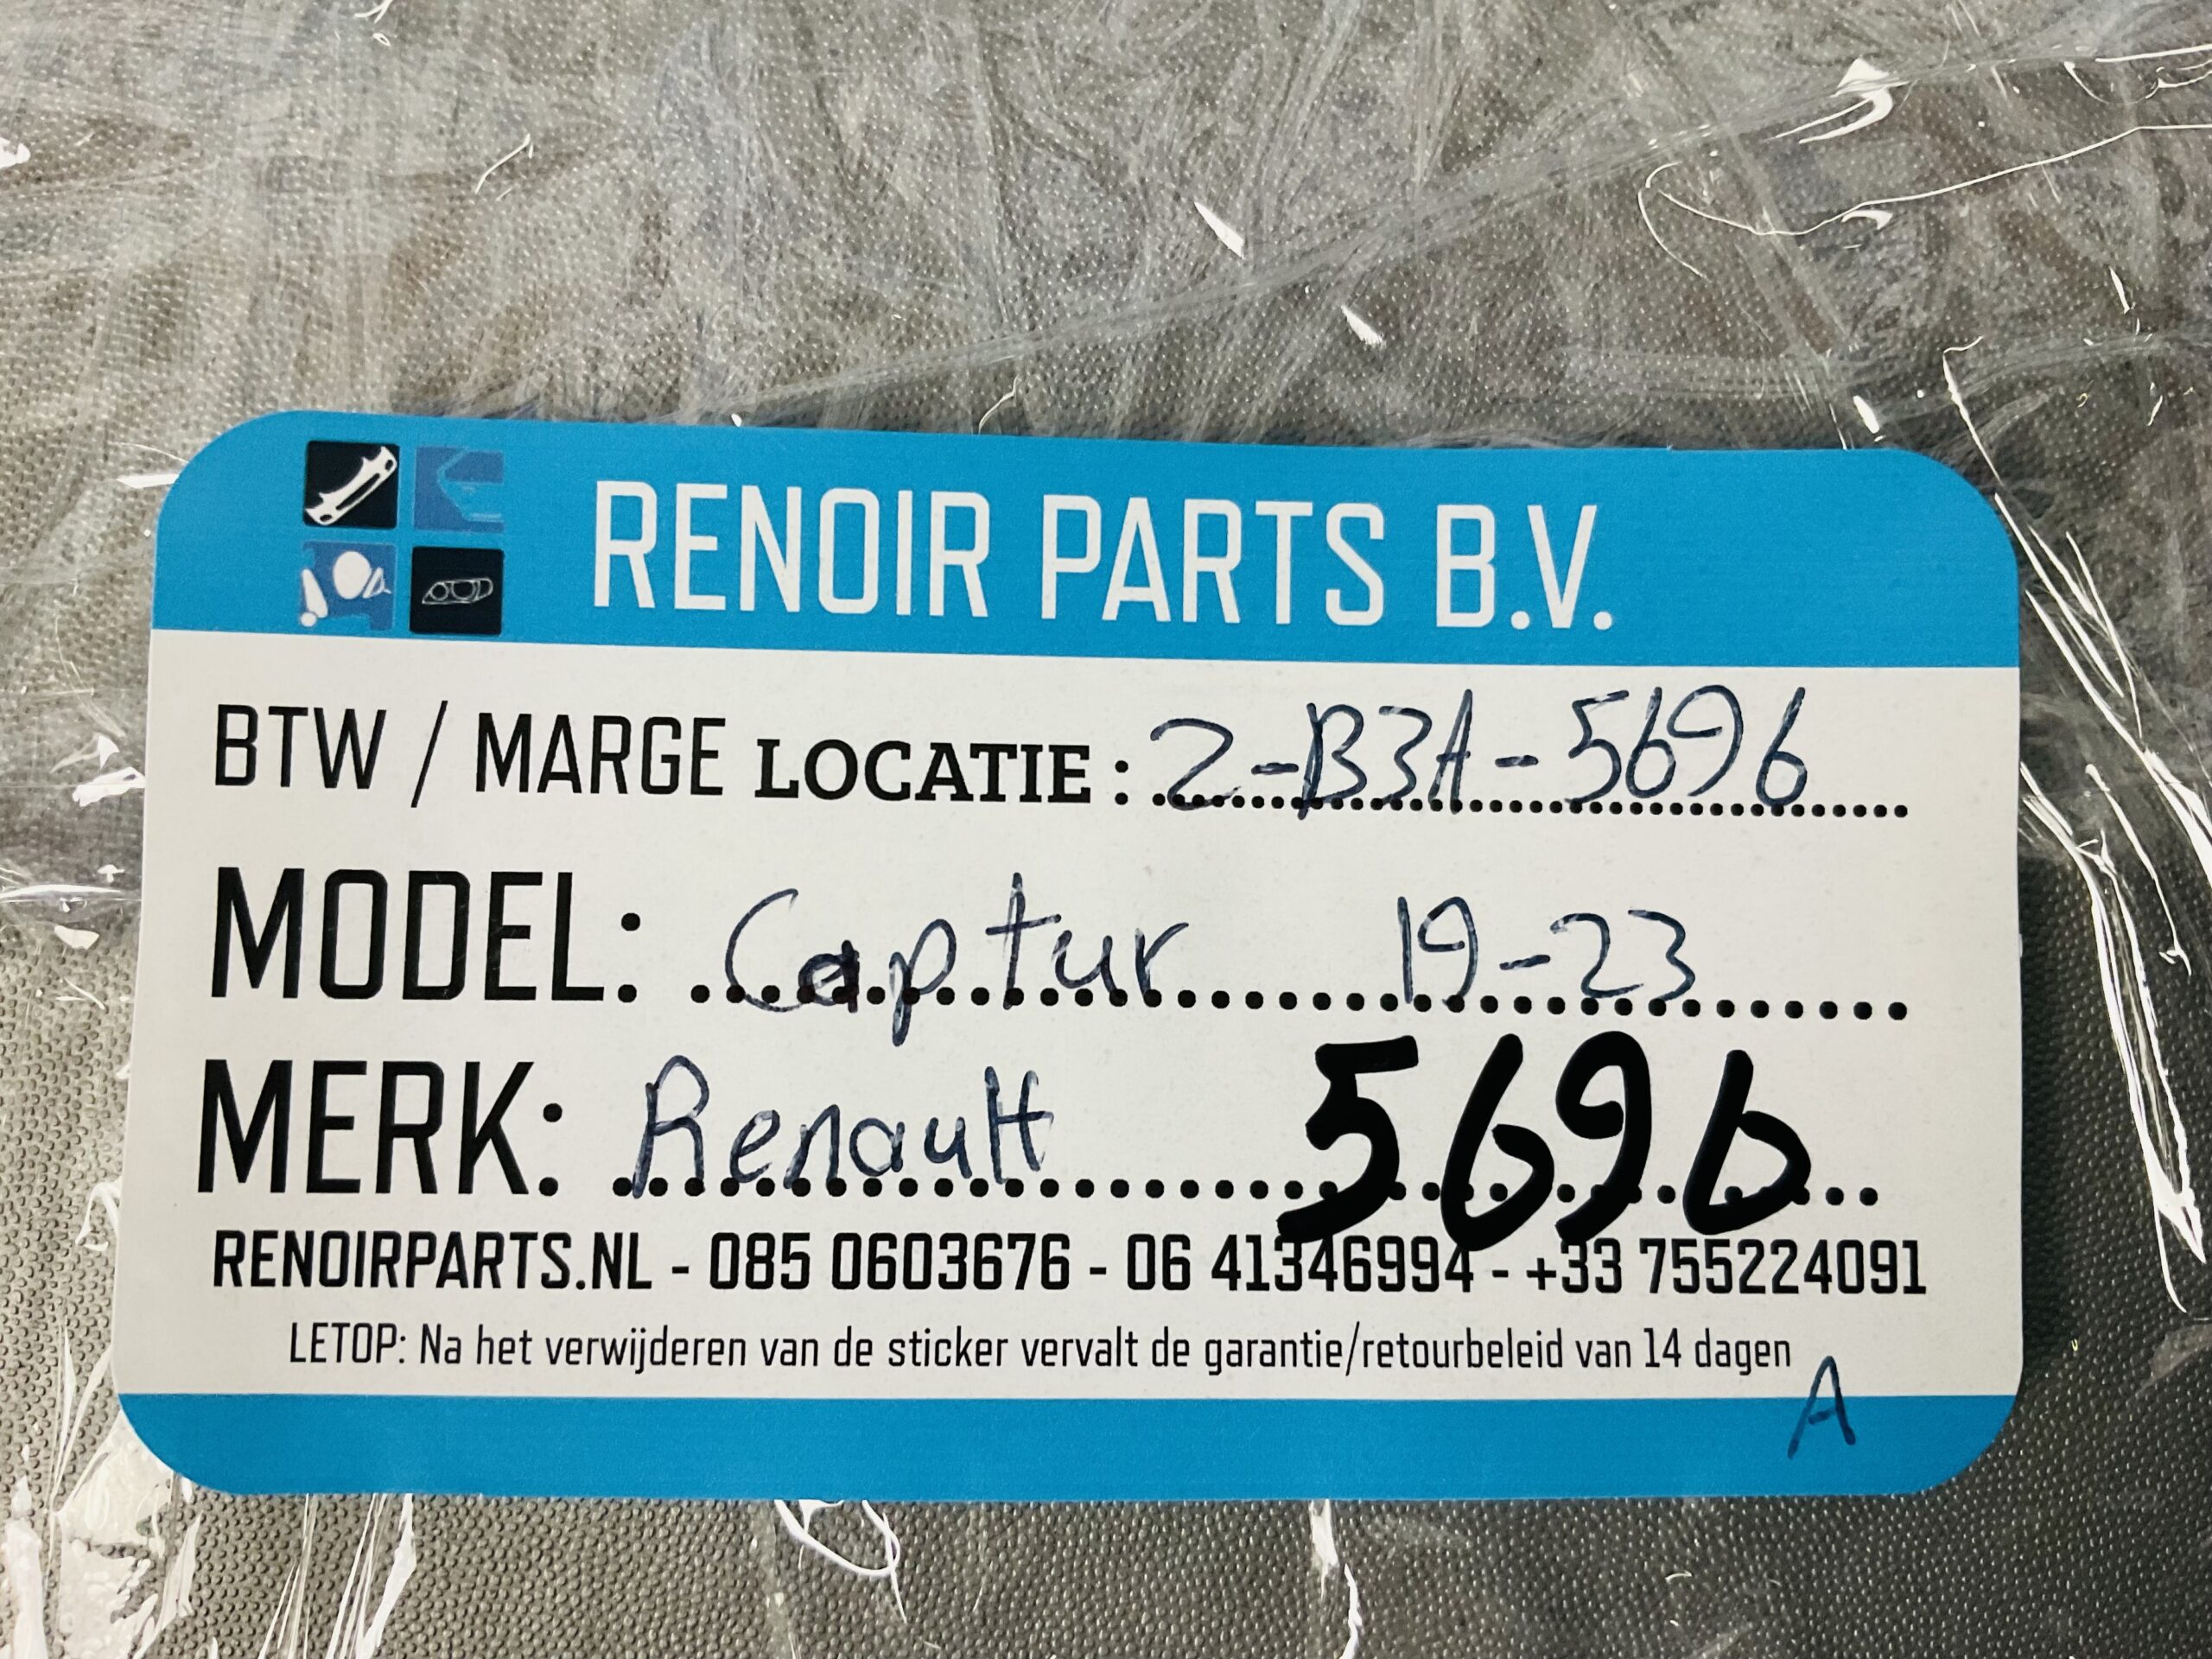 RENOIR PARTS B.V.
BTW / MARGE LOCATIE : 2-B3A-5696
MODEL: Captur 19-23
MERK: Renault 5696
RENOIRPARTS.NL - 085 0603676 - 06 41346994 - +33 755224091
LETOP: Na het verwijderen van de sticker vervalt de garantie/retourbeleid van 14 dagen
A